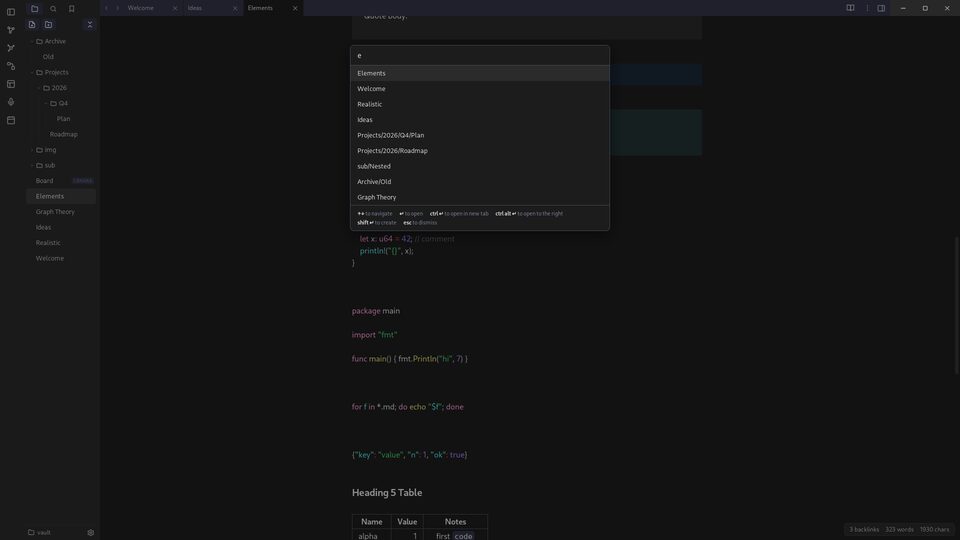 Welcome
Ideas
Elements
Archive
Old
Projects
2026
Q4
Plan
Roadmap
img
sub
Board
Elements
Graph Theory
Ideas
Realistic
Welcome
vault
Quote body.
e
Elements
Welcome
Realistic
Ideas
Projects/2026/Q4/Plan
Projects/2026/Roadmap
sub/Nested
Archive/Old
Graph Theory
to navigate ↵ to open ctrl ↵ to open in new tab ctrl alt ↵ to open to the right
shift ↵ to create esc to dismiss
let x: u64 = 42; // comment
println!("{}", x);
}
package main
import "fmt"
func main() { fmt.Println("hi", 7) }
for f in *.md; do echo "$f"; done
{"key": "value", "n": 1, "ok": true}
Heading 5 Table
Name Value Notes
alpha 1 first code
3 backlinks 323 words 1930 chars